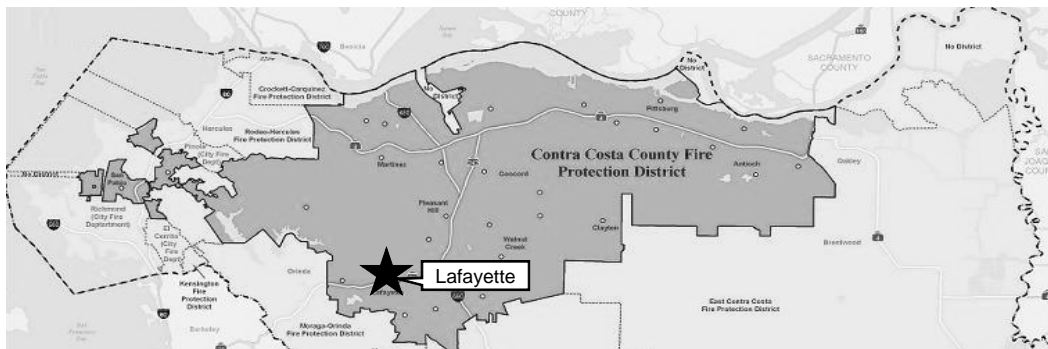 COUNTY
Benicia
No District
SACRAMENTO
COUNTY
No
District
Crockett-Carquinez
Fire Protection District
No
District
Pittsburg
Hercules
Rodeo-Hercules
Fire Protection District
Pinole
(City Fire
Dept)
Martinez
Contra Costa County Fire
Protection District
Concord
Antioch
Oakley
No District
San
Pablo
Richmond
(City Fire
Deptartment)
Pleasant
Hill
El
Cerrito
(City
Fire
Dept)
Clayton
Walnut
Creek
Brentwood
Orinda
Lafayette
Lafayette
Kensington
Fire
Protection
District
East Contra Costa
Fire Protection District
Berkeley
Moraga-Orinda
Fire Protection District